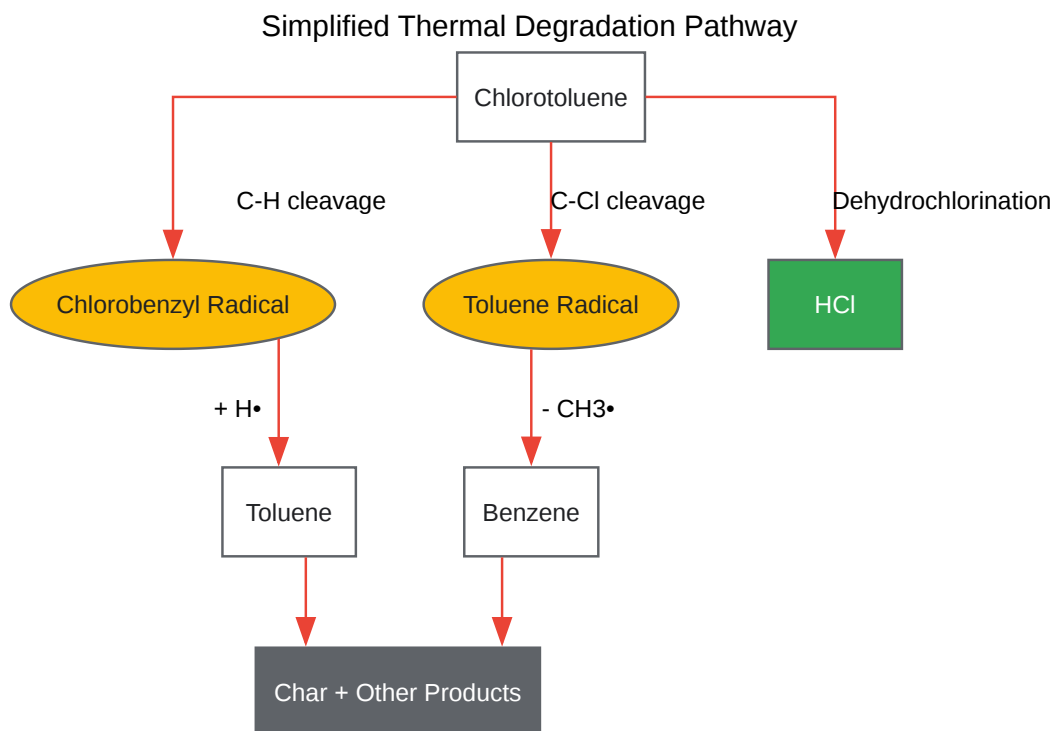 Simplified Thermal Degradation Pathway
Chlorotoluene
C-H cleavage
C-Cl cleavage
Dehydrochlorination
Chlorobenzyl Radical
Toluene Radical
HCl
+ H•
- CH3•
Toluene
Benzene
Char + Other Products